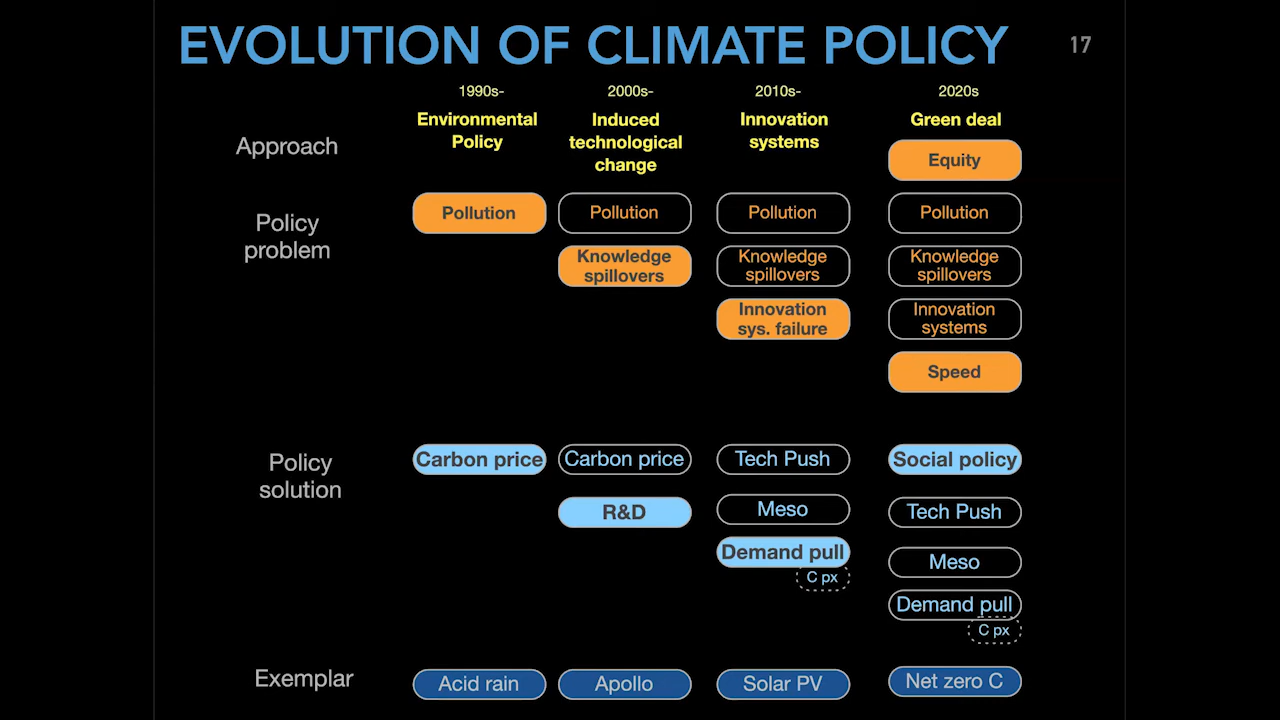 EVOLUTION OF CLIMATE POLICY
17
1990s-
2000s-
2010s-
2020s
Approach
Environmental
Policy
Induced
technological
change
Innovation
systems
Green deal
Equity
Policy
problem
Pollution
Pollution
Pollution
Pollution
Knowledge
spillovers
Knowledge
spillovers
Knowledge
spillovers
Innovation
sys. failure
Innovation
systems
Speed
Policy
solution
Carbon price
Carbon price
Tech Push
Social policy
R&D
Meso
Tech Push
Demand pull
C px
Meso
Demand pull
C px
Exemplar
Acid rain
Apollo
Solar PV
Net zero C